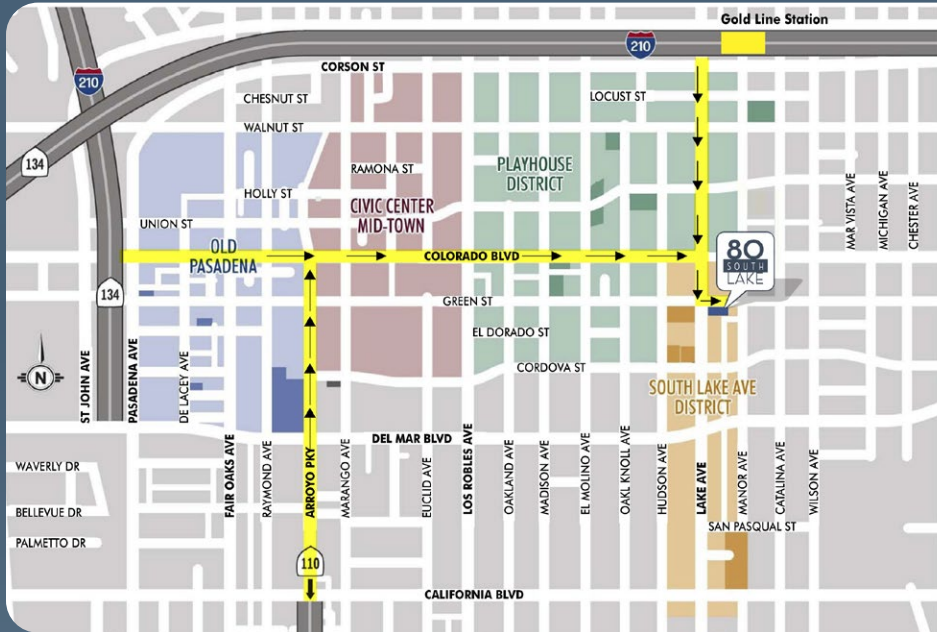 Gold Line Station
210
210
CORSON ST
CHESNUT ST
LOCUST ST
WALNUT ST
134
RAMONA ST
PLAYHOUSE
DISTRICT
HOLLY ST
CIVIC CENTER
MID-TOWN
MAR VISTA AVE
MICHIGAN AVE
CHESTER AVE
UNION ST
OLD
PASADENA
COLORADO BLVD
80
SOUTH
LAKE
134
GREEN ST
EL DORADO ST
CORDOVA ST
N
ST JOHN AVE
PASADENA AVE
DE LACEY AVE
SOUTH LAKE AVE
DISTRICT
DEL MAR BLVD
WAVERLY DR
BELLEVUE DR
PALMETTO DR
FAIR OAKS AVE
RAYMOND AVE
ARROYO PKY
MARANGO AVE
EUCLID AVE
LOS ROBLES AVE
OAKLAND AVE
MADISON AVE
EL MOLINO AVE
OAKL KNOLL AVE
HUDSON AVE
LAKE AVE
MANOR AVE
CATALINA AVE
WILSON AVE
SAN PASQUAL ST
110
CALIFORNIA BLVD